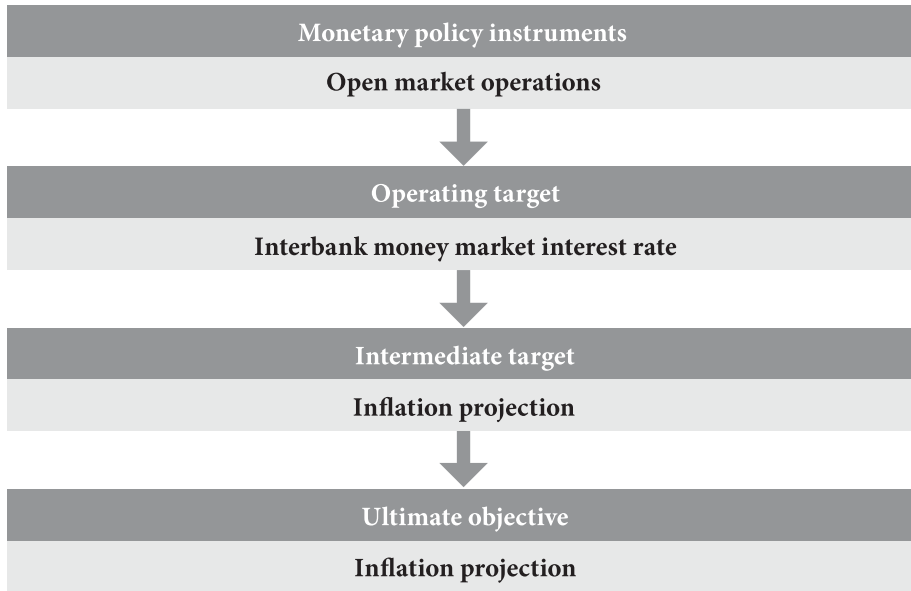 Monetary policy instruments
Open market operations
Operating target
Interbank money market interest rate
Intermediate target
Inflation projection
Ultimate objective
Inflation projection